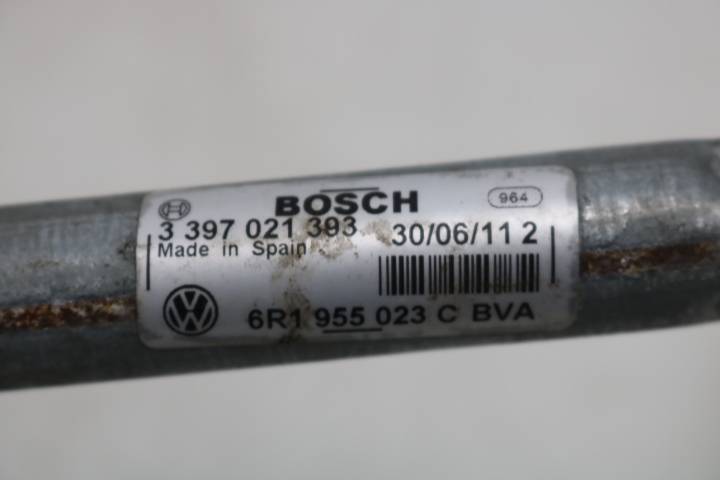 BOSCH 964
3 397 021 393 30/06/11 2
Made in Spain
6R1 955 023 C BVA